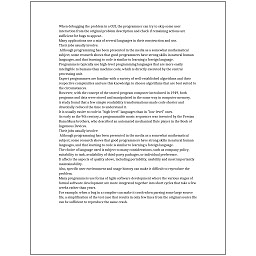 When debugging the problem in a GUI, the programmer can try to skip some user
interaction from the original problem description and check if remaining actions are
sufficient for bugs to appear.
Many applications use a mix of several languages in their construction and use.
Their jobs usually involve:
Although programming has been presented in the media as a somewhat mathematical
subject, some research shows that good programmers have strong skills in natural human
languages, and that learning to code is similar to learning a foreign language.
Programmers typically use high-level programming languages that are more easily
intelligible to humans than machine code, which is directly executed by the central
processing unit.
Expert programmers are familiar with a variety of well-established algorithms and their
respective complexities and use this knowledge to choose algorithms that are best suited to
the circumstances.
However, with the concept of the stored-program computer introduced in 1949, both
programs and data were stored and manipulated in the same way in computer memory.
A study found that a few simple readability transformations made code shorter and
drastically reduced the time to understand it.
It is usually easier to code in "high-level" languages than in "low-level" ones.
As early as the 9th century, a programmable music sequencer was invented by the Persian
Banu Musa brothers, who described an automated mechanical flute player in the Book of
Ingenious Devices.
Their jobs usually involve:
Although programming has been presented in the media as a somewhat mathematical
subject, some research shows that good programmers have strong skills in natural human
languages, and that learning to code is similar to learning a foreign language.
The choice of language used is subject to many considerations, such as company policy,
suitability to task, availability of third-party packages, or individual preference.
It affects the aspects of quality above, including portability, usability and most importantly
maintainability.
Also, specific user environment and usage history can make it difficult to reproduce the
problem.
Many programmers use forms of Agile software development where the various stages of
formal software development are more integrated together into short cycles that take a few
weeks rather than years.
For example, when a bug in a compiler can make it crash when parsing some large source
file, a simplification of the test case that results in only few lines from the original source file
can be sufficient to reproduce the same crash.